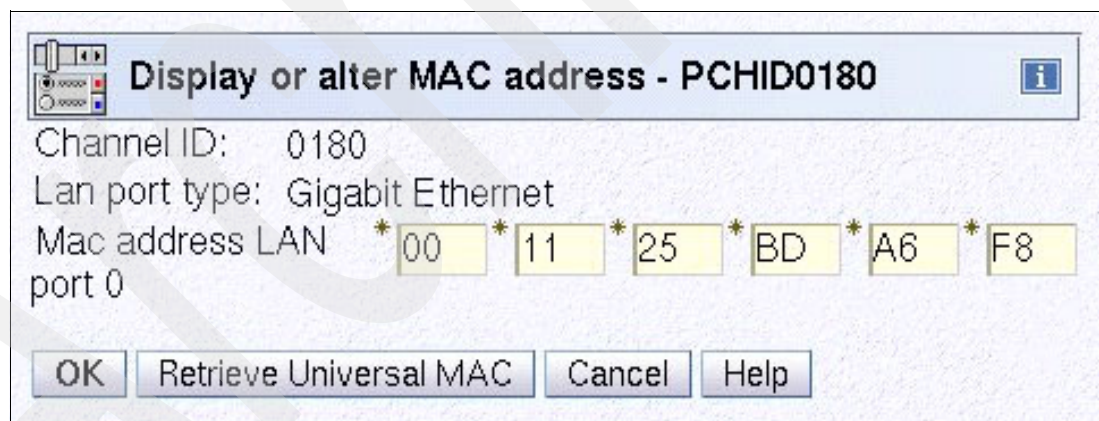 Display or alter MAC address - PCHID0180
Channel ID: 0180
Lan port type: Gigabit Ethernet
Mac address LAN port 0 * 00 * 11 * 25 * BD * A6 * F8
OK Retrieve Universal MAC Cancel Help